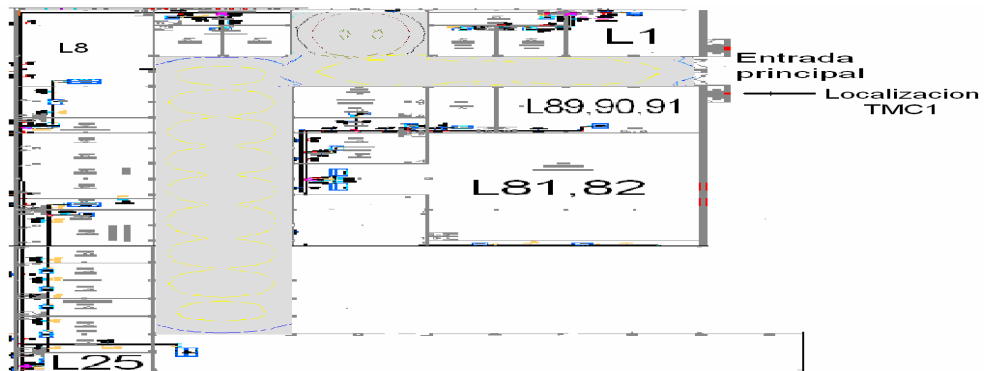 L8
L1
Entrada
principal
Localizacion
TMC1
L89,90,91
L81,82
L25